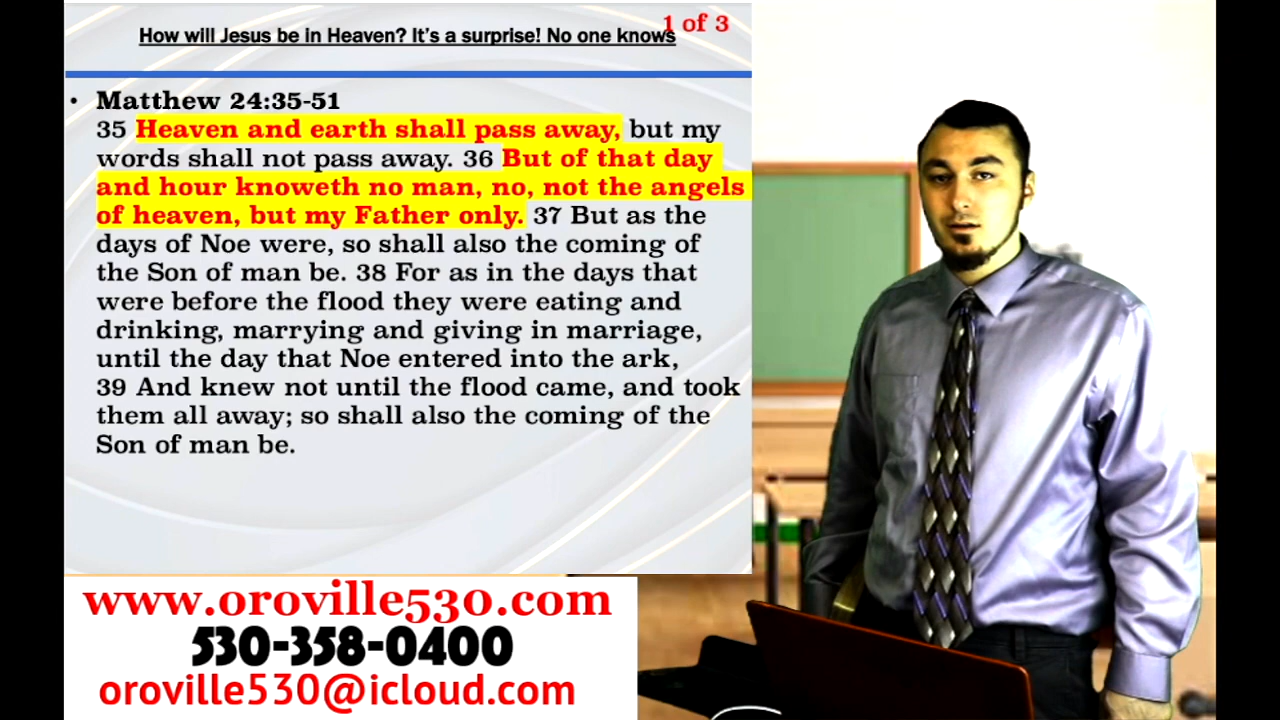 How will Jesus be in Heaven? It's a surprise! No one knows
1 of 3
• Matthew 24:35-51
35 Heaven and earth shall pass away, but my
words shall not pass away. 36 But of that day
and hour knoweth no man, no, not the angels
of heaven, but my Father only. 37 But as the
days of Noe were, so shall also the coming of
the Son of man be. 38 For as in the days that
were before the flood they were eating and
drinking, marrying and giving in marriage,
until the day that Noe entered into the ark,
39 And knew not until the flood came, and took
them all away; so shall also the coming of the
Son of man be.
www.oroville530.com
530-358-0400
oroville530@icloud.com